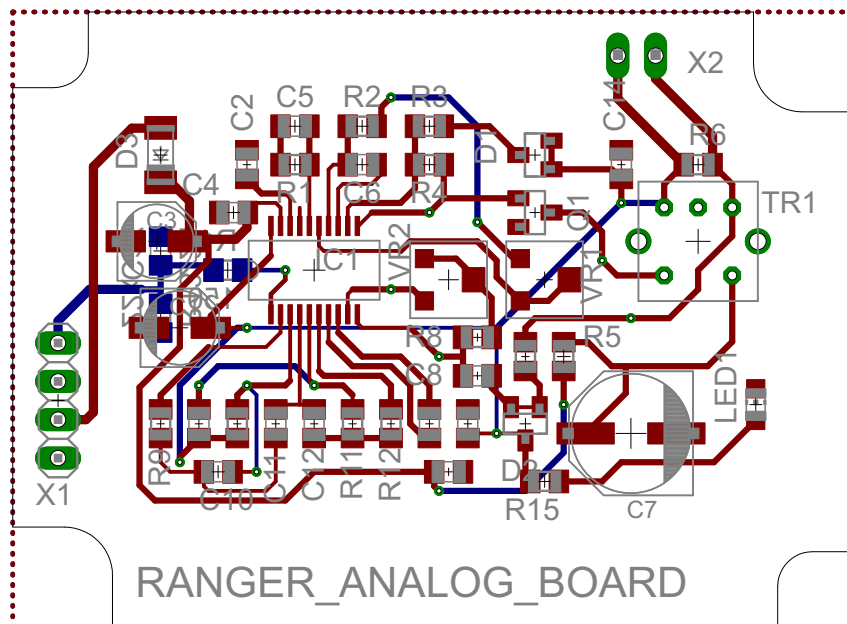 X2
C2
C5
R2
R3
C14
R6
D3
D1
C4
R1
C6
R4
TR1
C3
Q1
C1
VR2
VR1
R8
R5
C8
LED1
R9
C11
C12
R11
R12
D2
X1
C10
R15
C7
RANGER_ANALOG_BOARD